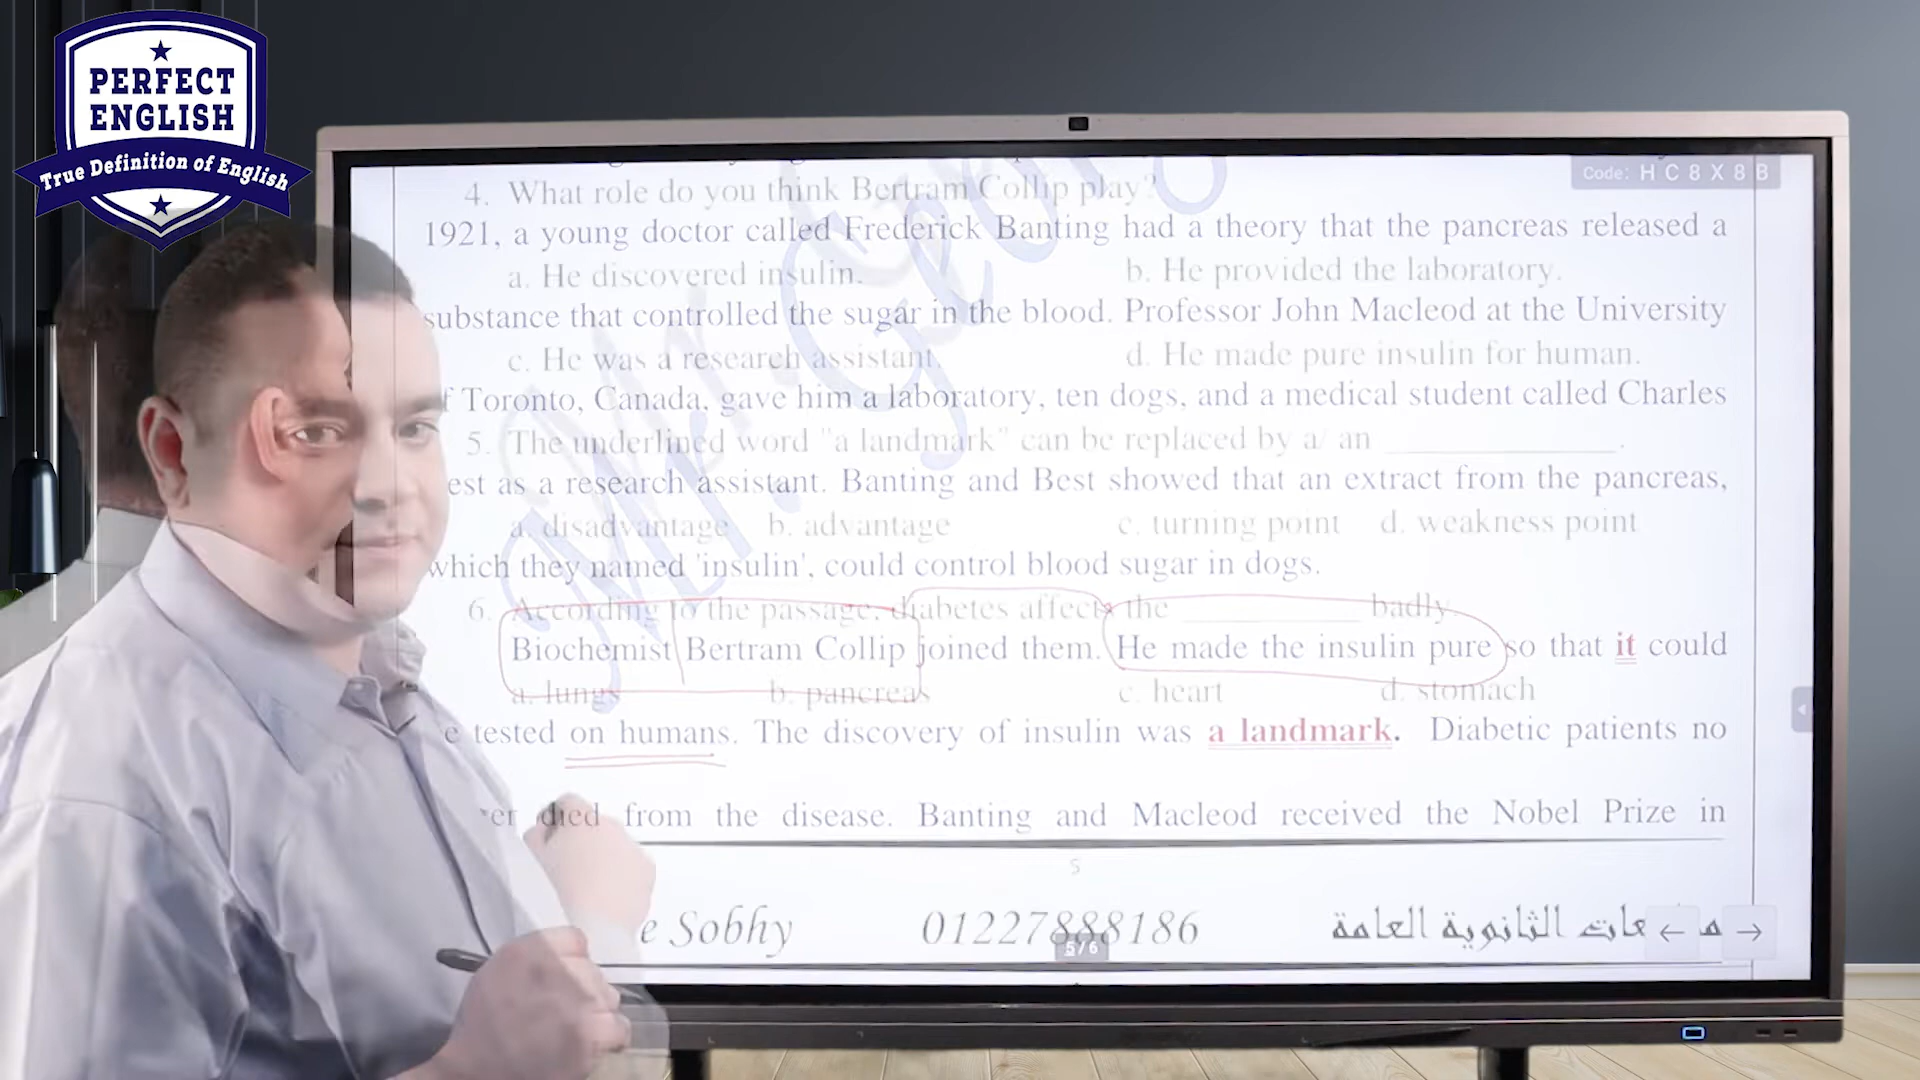 PERFECT
ENGLISH
True Definition of English
Code: H C 8 X 8 B
4. What role do you think Bertram Collip play?
1921, a young doctor called Frederick Banting had a theory that the pancreas released a
a. He discovered insulin. b. He provided the laboratory.
substance that controlled the sugar in the blood. Professor John Macleod at the University
c. He was a research assistant. d. He made pure insulin for human.
f Toronto, Canada, gave him a laboratory, ten dogs, and a medical student called Charles
5. The underlined word "a landmark" can be replaced by a/ an ____________.
est as a research assistant. Banting and Best showed that an extract from the pancreas,
a. disadvantage b. advantage c. turning point d. weakness point
which they named 'insulin', could control blood sugar in dogs.
6. According to the passage, diabetes affects the ____________ badly.
Biochemist Bertram Collip joined them. He made the insulin pure so that it could
a. lungs b. pancreas c. heart d. stomach
e tested on humans. The discovery of insulin was a landmark. Diabetic patients no
er died from the disease. Banting and Macleod received the Nobel Prize in
5
e Sobhy 01227888186 الثانوية العامة
5/6
Mr. Geor